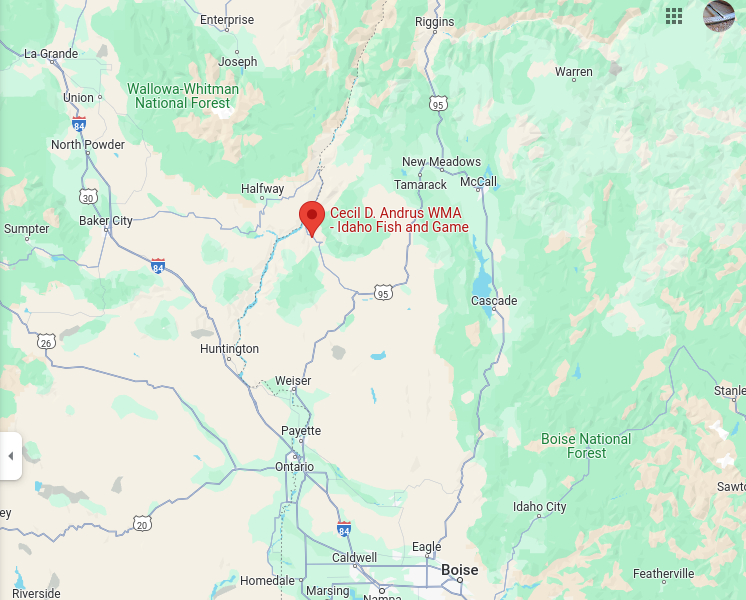 Enterprise
Riggins
La Grande
Joseph
Warren
Wallowa-Whitman
National Forest
Union
84
95
North Powder
New Meadows
Tamarack
McCall
Halfway
30
Cecil D. Andrus WMA
- Idaho Fish and Game
Baker City
Sumpter
84
95
Cascade
26
Huntington
Weiser
Stanle
Payette
Boise National
Forest
Ontario
Sawto
ey
Idaho City
20
84
Eagle
Caldwell
Boise
Featherville
Homedale
Riverside
Marsing
Nampa